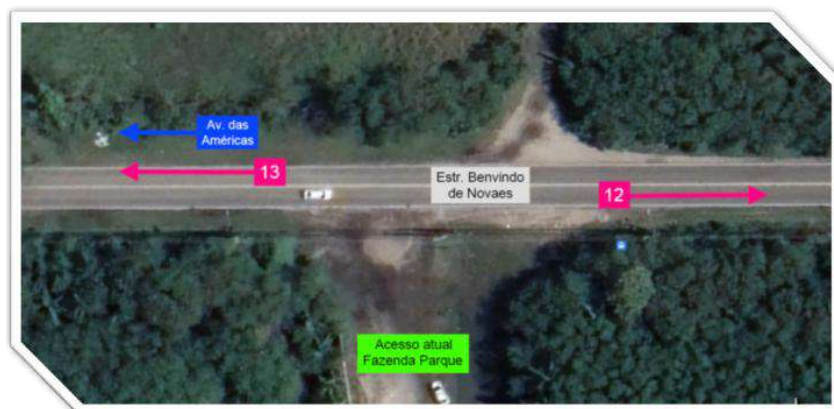 Av. das
Américas
13
Estr. Benvindo
de Novaes
12
Acesso atual
Fazenda Parque